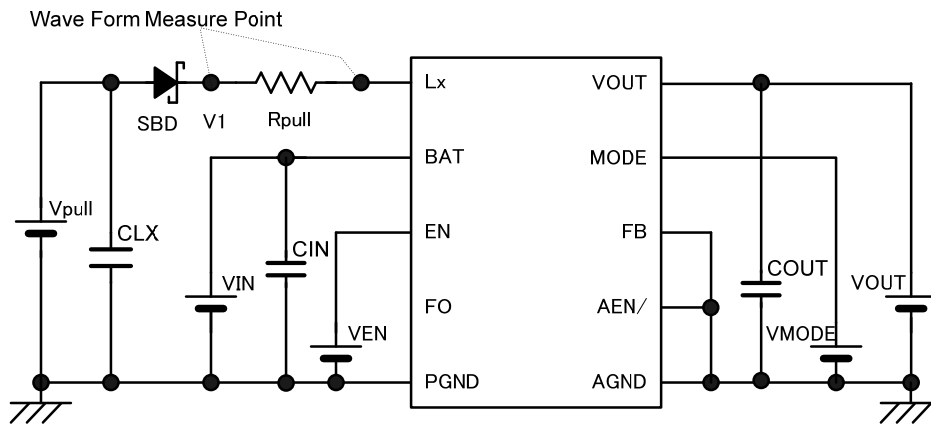 Wave Form Measure Point
Lx
VOUT
SBD
V1
Rpull
BAT
MODE
Vpull
CLX
EN
FB
CIN
COUT
VIN
VOUT
FO
AEN/
VEN
VMODE
PGND
AGND